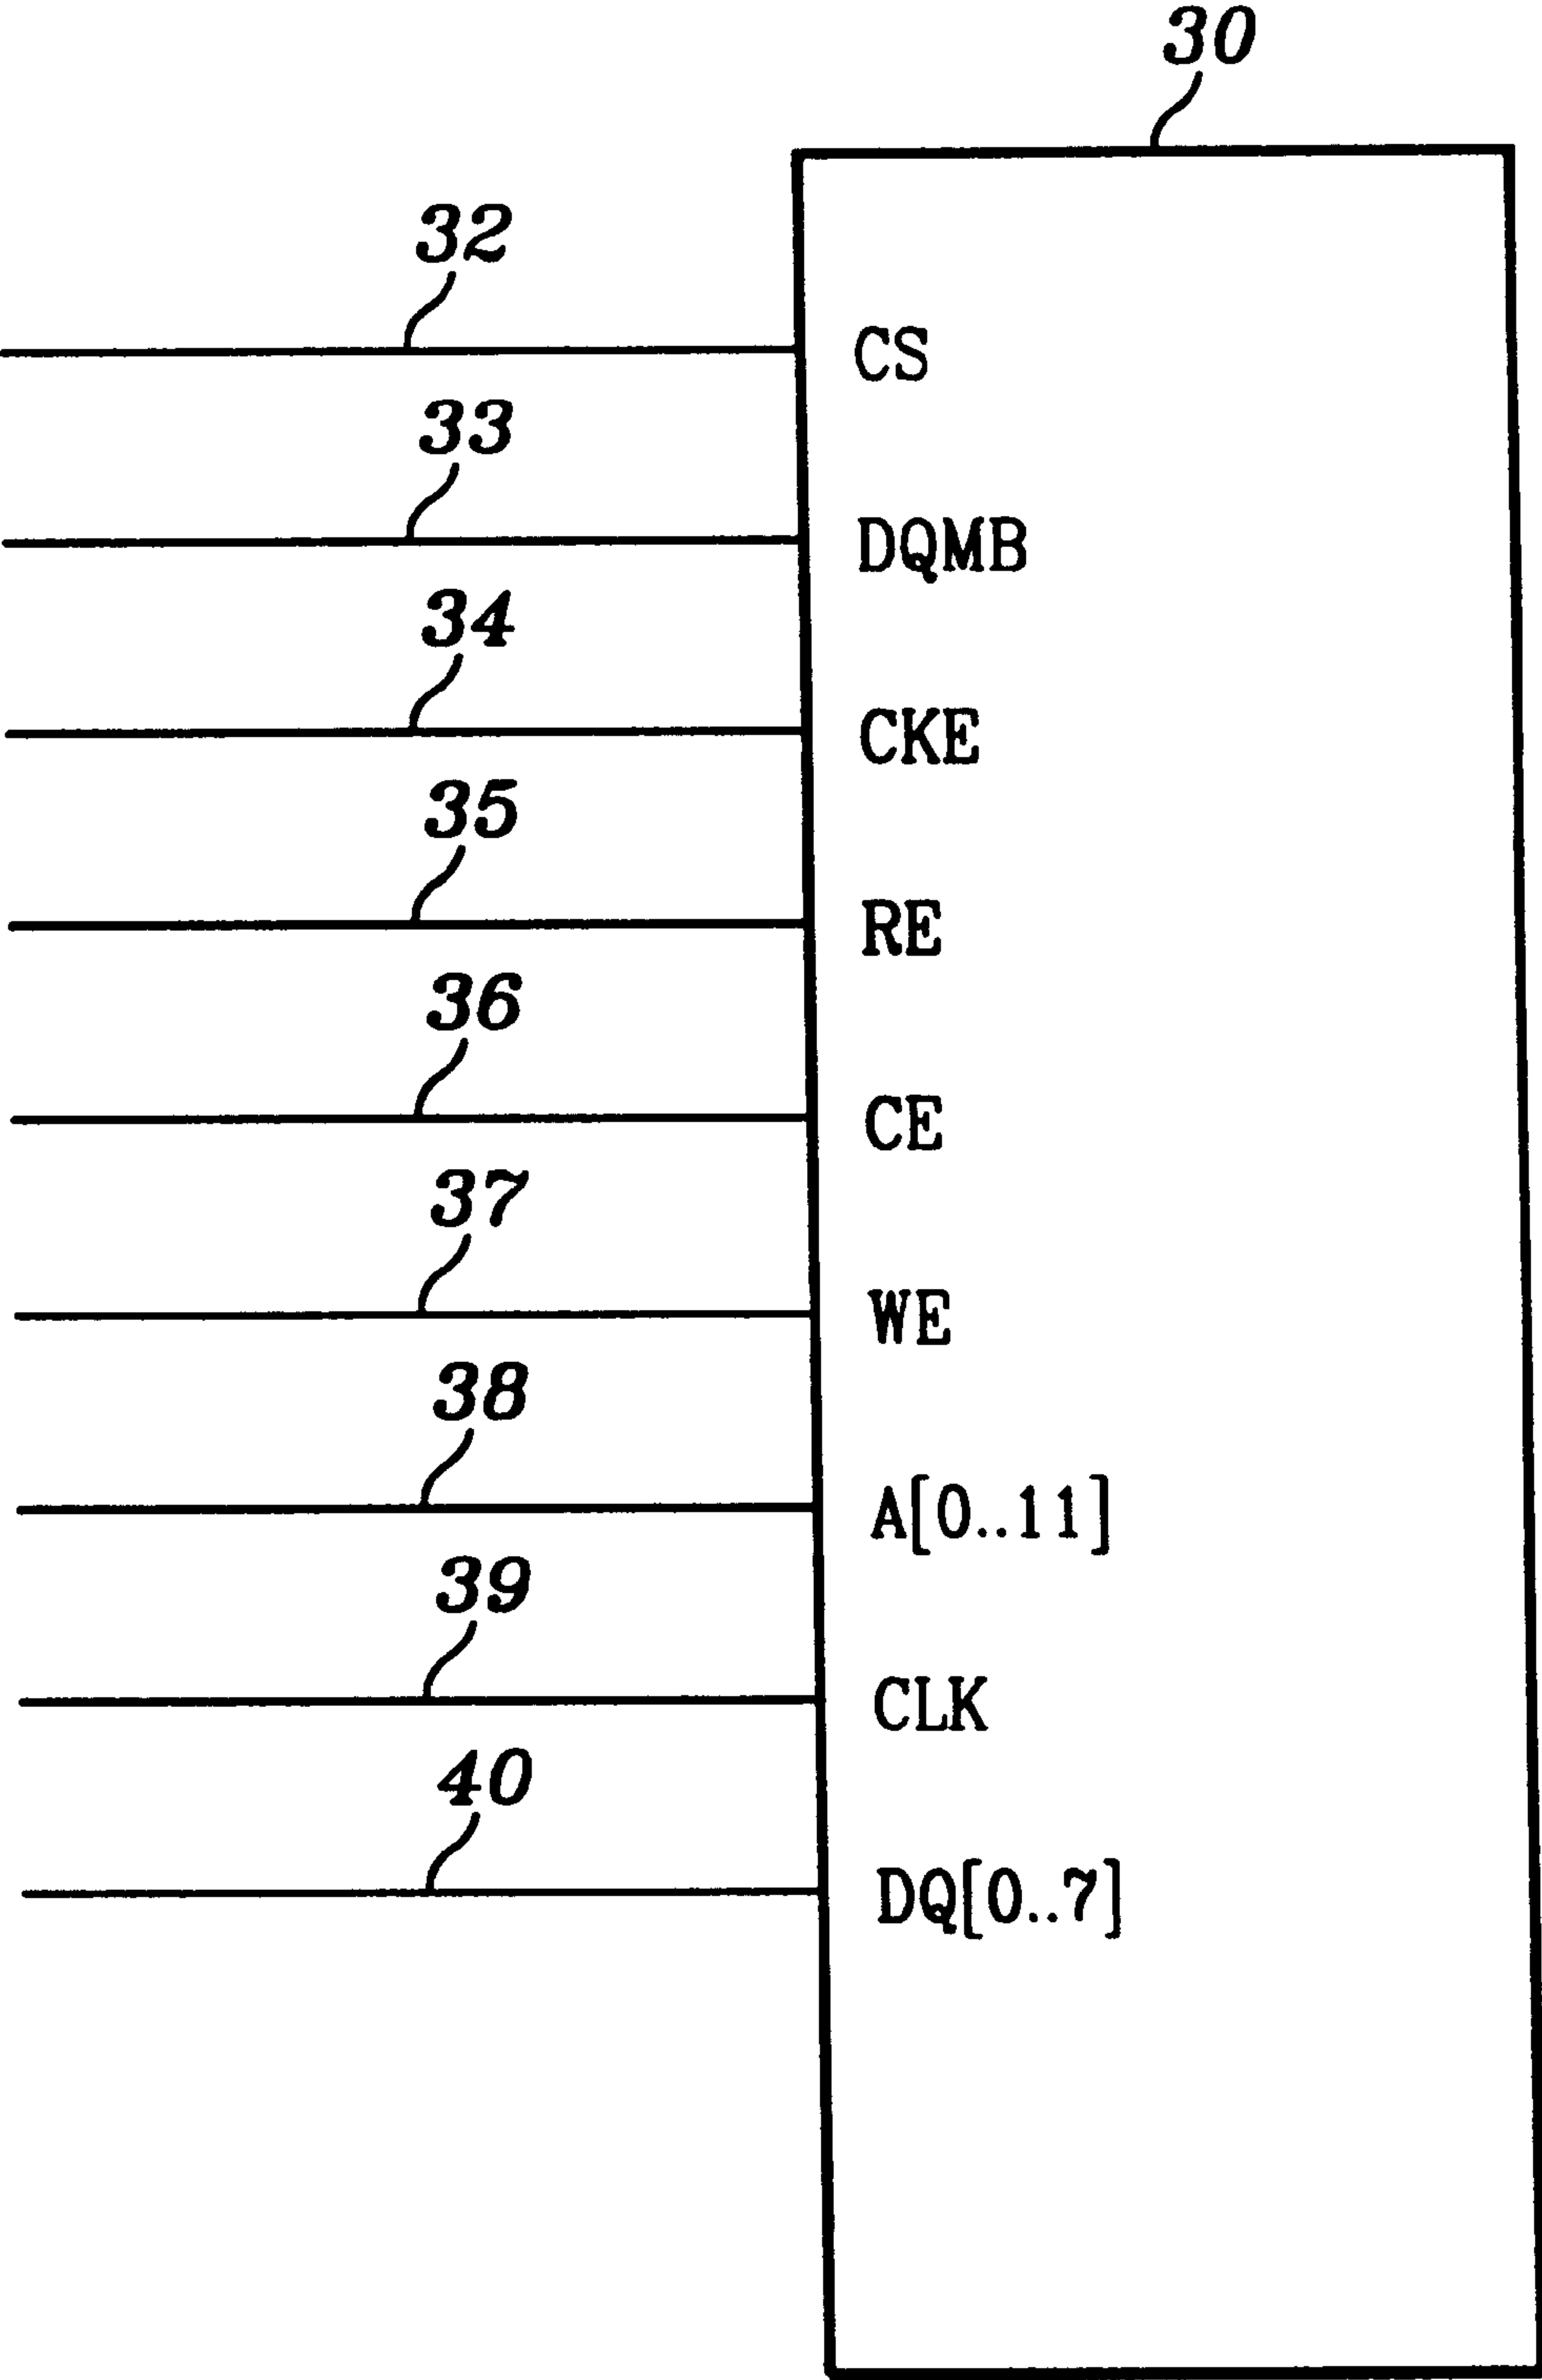 30
32
CS
33
DQMB
34
CKE
35
RE
36
CE
37
WE
38
A[0..11]
39
CLK
40
DQ[0..7]